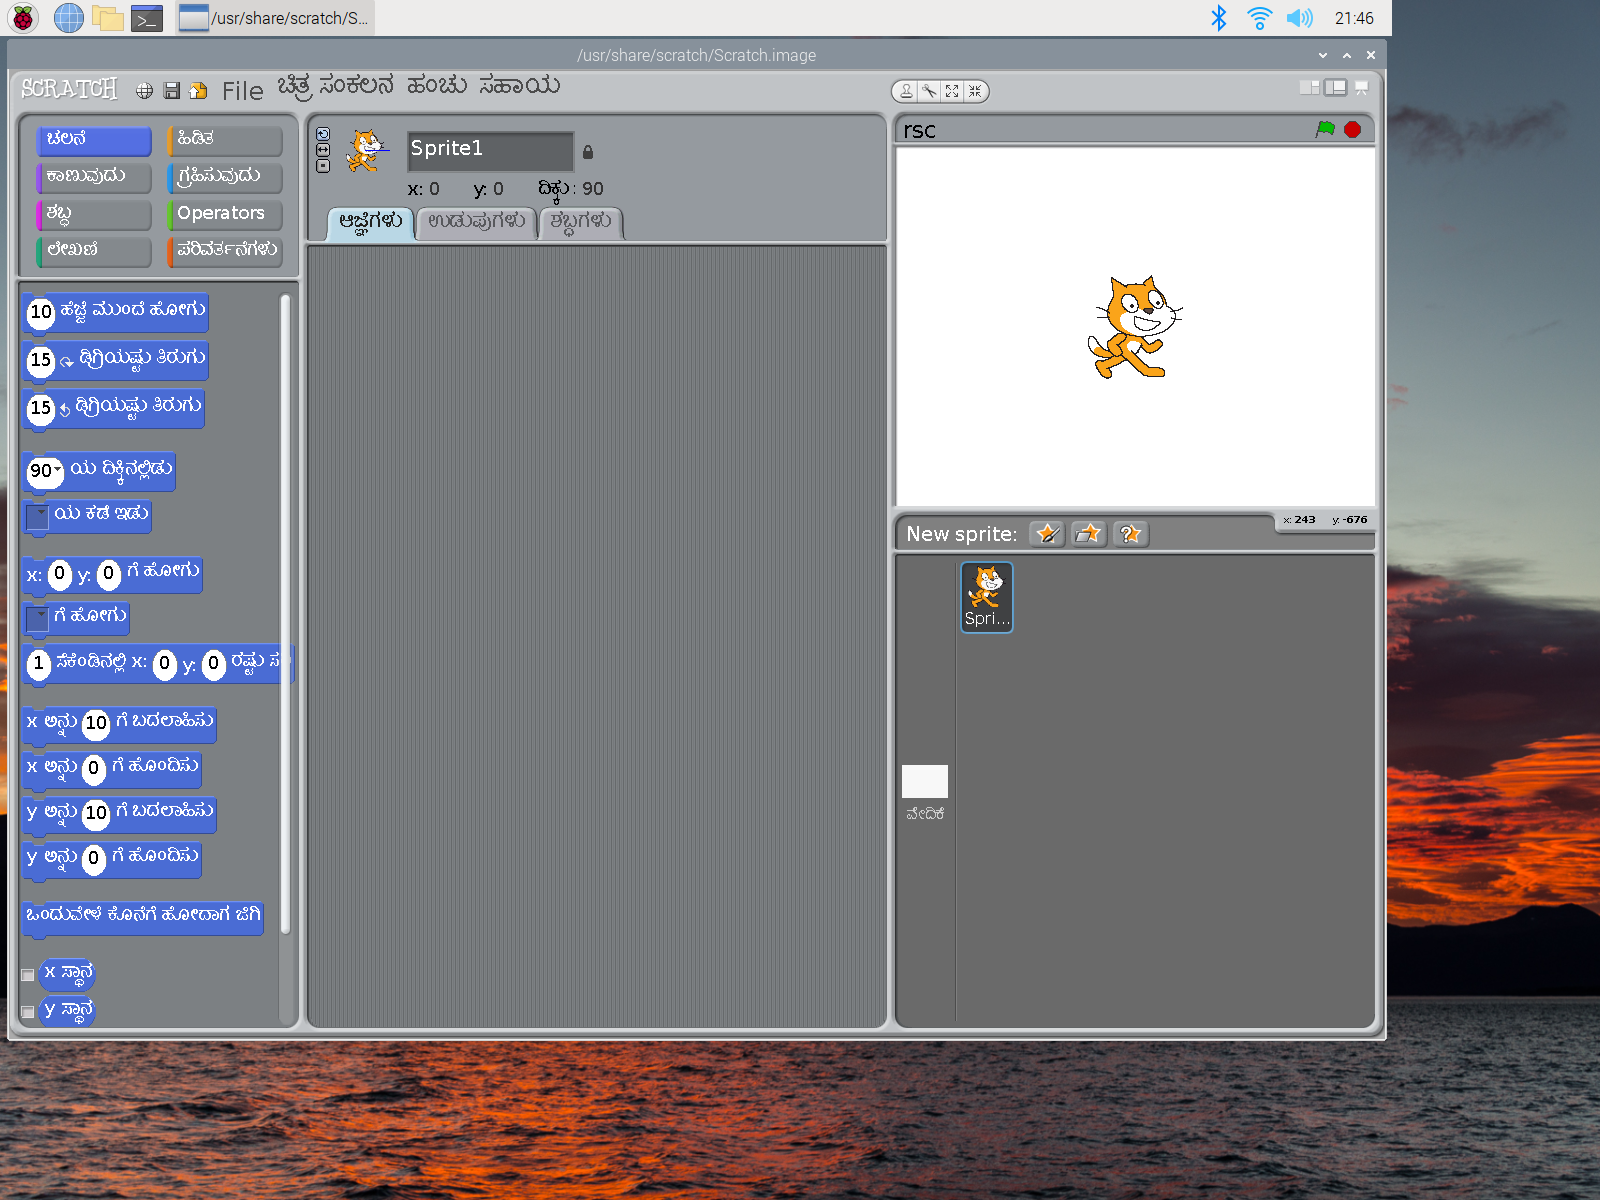 /usr/share/scratch/S...
21:46
/usr/share/scratch/Scratch.image
SCRATCH
File ಚಿತ್ರ ಸಂಕಲನ ಹಂಚು ಸಹಾಯ
ಚಲನೆ
ಹಿಡಿತ
ಕಾಣುವುದು
ಗ್ರಹಿಸುವುದು
ಶಬ್ಧ
Operators
ಲೇಖಣಿ
ಪರಿವರ್ತನೆಗಳು
10 ಹೆಜ್ಜೆ ಮುಂದೆ ಹೋಗು
15 ಡಿಗ್ರಿಯಷ್ಟು ತಿರುಗು
15 ಡಿಗ್ರಿಯಷ್ಟು ತಿರುಗು
90 ಯ ದಿಕ್ಕಿನಲ್ಲಿಡು
ಯ ಕಡೆ ಇಡು
x: 0 y: 0 ಗೆ ಹೋಗು
ಗೆ ಹೋಗು
1 ಸೆಕೆಂಡಿನಲ್ಲಿ x: 0 y: 0 ರಷ್ಟು
x ಅನ್ನು 10 ಗೆ ಬದಲಾಹಿಸು
x ಅನ್ನು 0 ಗೆ ಹೊಂದಿಸು
y ಅನ್ನು 10 ಗೆ ಬದಲಾಹಿಸು
y ಅನ್ನು 0 ಗೆ ಹೊಂದಿಸು
ಒಂದುವೇಳೆ ಕೊನೆಗೆ ಹೋದಾಗ ಜಿಗಿ
x ಸ್ಥಾನ
y ಸ್ಥಾನ
Sprite1
x: 0 y: 0 ದಿಕ್ಕು : 90
ಆಜ್ಞೆಗಳು ಉಡುಪುಗಳು ಶಬ್ಧಗಳು
rsc
x: 243 y: -676
New sprite:
Spri...
ವೇದಿಕೆ